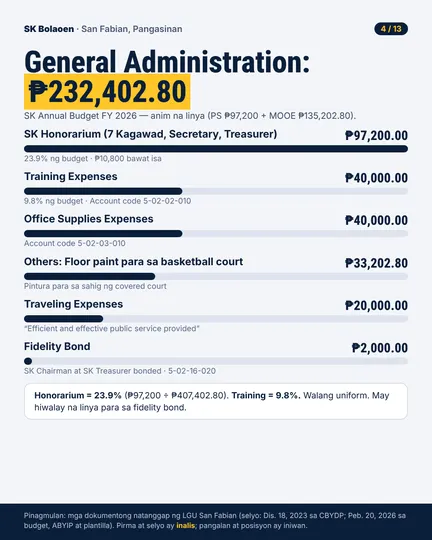 SK Bolaoen · San Fabian, Pangasinan
4 / 13
General Administration:
₱232,402.80
SK Annual Budget FY 2026 — anim na linya (PS ₱97,200 + MOOE ₱135,202.80).
SK Honorarium (7 Kagawad, Secretary, Treasurer) ₱97,200.00
23.9% ng budget · ₱10,800 bawat isa
Training Expenses ₱40,000.00
9.8% ng budget · Account code 5-02-02-010
Office Supplies Expenses ₱40,000.00
Account code 5-02-03-010
Others: Floor paint para sa basketball court ₱33,202.80
Pintura para sa sahig ng covered court
Traveling Expenses ₱20,000.00
“Efficient and effective public service provided”
Fidelity Bond ₱2,000.00
SK Chairman at SK Treasurer bonded · 5-02-16-020
Honorarium = 23.9% (₱97,200 ÷ ₱407,402.80). Training = 9.8%. Walang uniform. May
hiwalay na linya para sa fidelity bond.
Pinagmulan: mga dokumentong natanggap ng LGU San Fabian (selyo: Dis. 18, 2023 sa CBYDP; Peb. 20, 2026 sa
budget, ABYIP at plantilla). Pirma at selyo ay inalis; pangalan at posisyon ay iniwan.